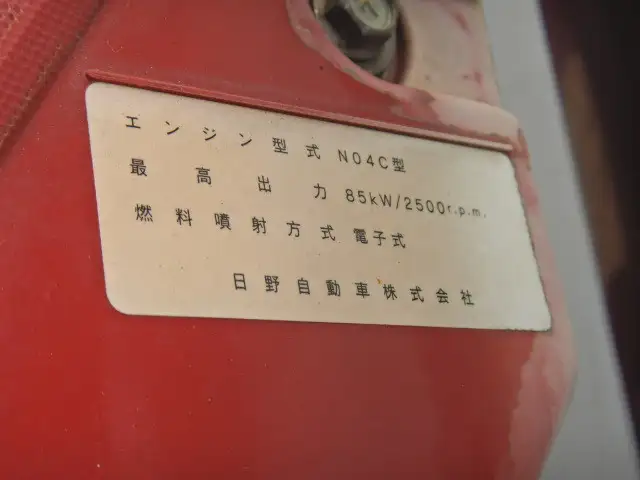 エンジン型式 N04C型
最高出力 85kW/2500r.p.m.
燃料噴射方式 電子式
日野自動車株式会社